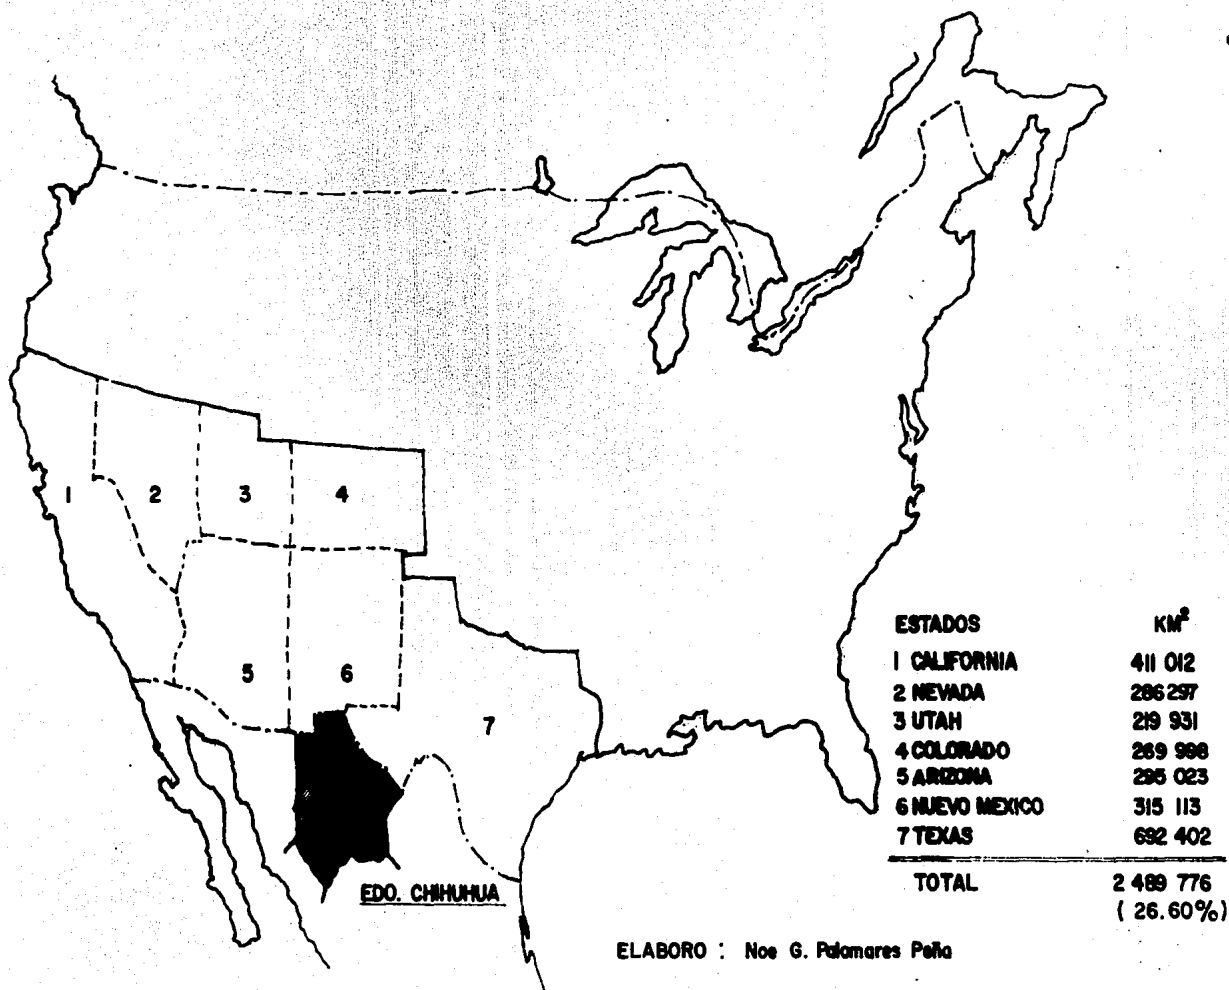 1
2
3
4
5
6
7
EDO. CHIHUHUA
ESTADOS KM²
1 CALIFORNIA 411 012
2 NEVADA 286 297
3 UTAH 219 931
4 COLORADO 269 998
5 ARIZONA 295 023
6 NUEVO MEXICO 315 113
7 TEXAS 692 402
TOTAL 2 489 776
( 26.60%)
ELABORO : Noe G. Palomares Peña